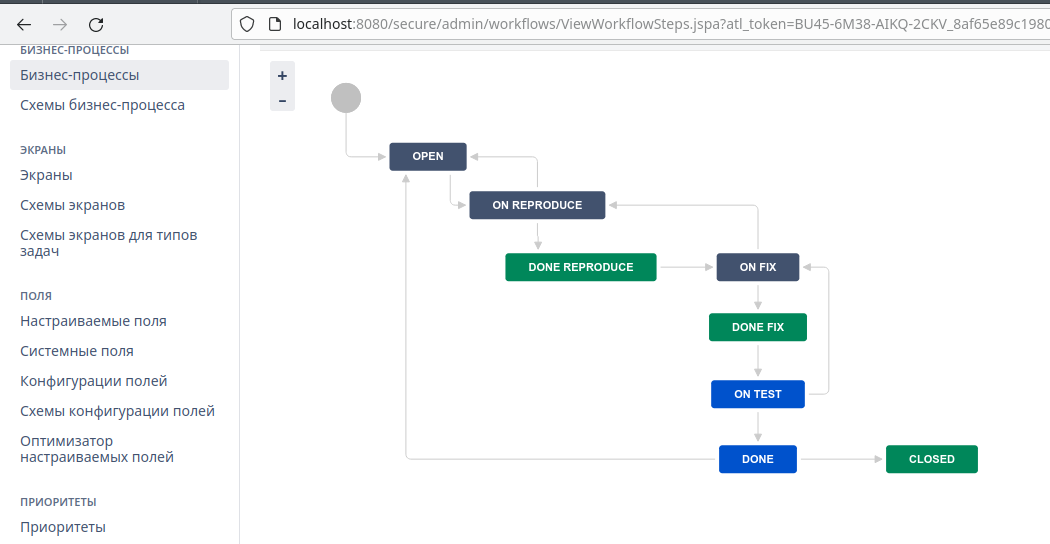 localhost:8080/secure/admin/workflows/ViewWorkflowSteps.jspa?atl_token=BU45-6M38-AIKQ-2CKV_8af65e89c1980
БИЗНЕС-ПРОЦЕССЫ
Бизнес-процессы
Схемы бизнес-процесса
ЭКРАНЫ
Экраны
Схемы экранов
Схемы экранов для типов
задач
ПОЛЯ
Настраиваемые поля
Системные поля
Конфигурации полей
Схемы конфигурации полей
Оптимизатор
настраиваемых полей
ПРИОРИТЕТЫ
Приоритеты
+
−
OPEN
ON REPRODUCE
DONE REPRODUCE
ON FIX
DONE FIX
ON TEST
DONE
CLOSED